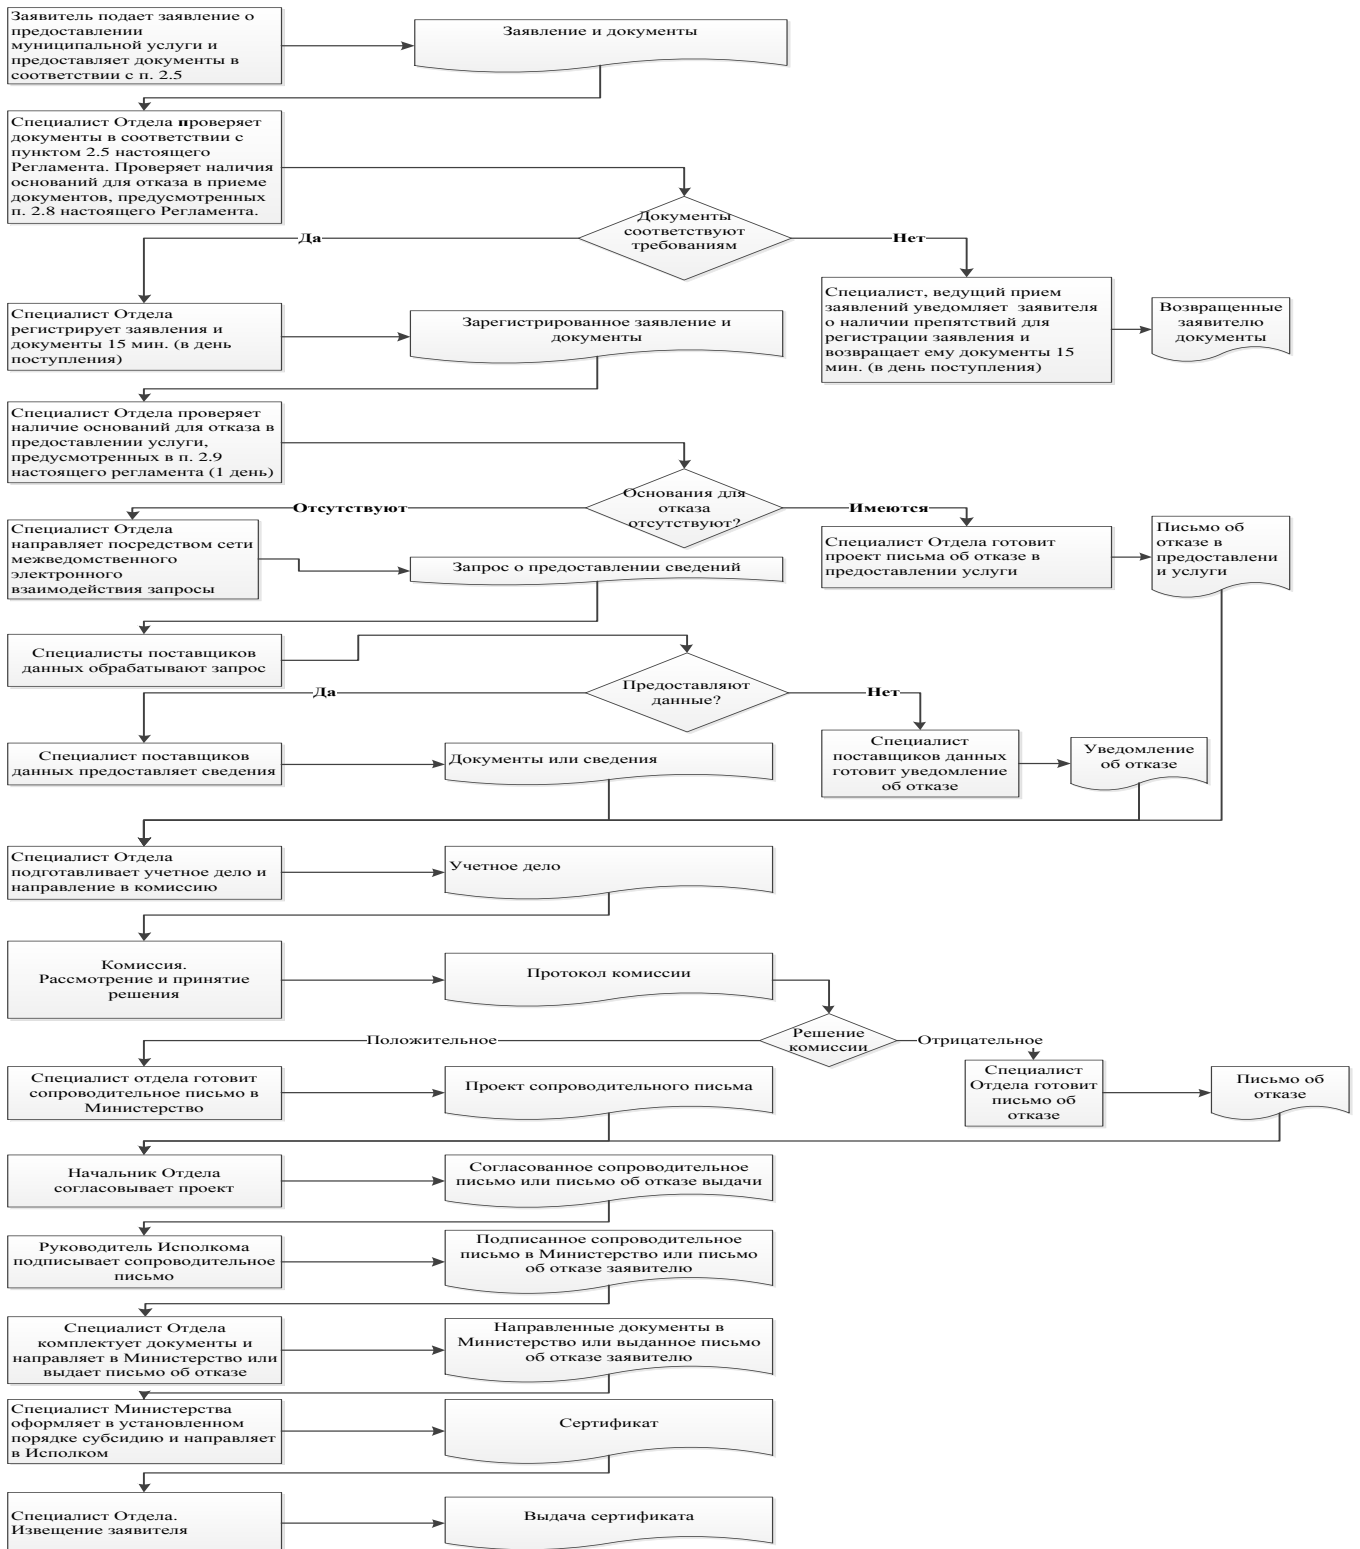 Заявитель подает заявление о
предоставлении
муниципальной услуги и
предоставляет документы в
соответствии с п. 2.5
Заявление и документы
Специалист Отдела проверяет
документы в соответствии с
пунктом 2.5 настоящего
Регламента. Проверяет наличия
оснований для отказа в приеме
документов, предусмотренных
п. 2.8 настоящего Регламента.
Документы
соответствуют
требованиям
Да
Нет
Специалист Отдела
регистрирует заявления и
документы 15 мин. (в день
поступления)
Зарегистрированное заявление и
документы
Специалист, ведущий прием
заявлений уведомляет заявителя
о наличии препятствий для
регистрации заявления и
возвращает ему документы 15
мин. (в день поступления)
Возвращенные
заявителю
документы
Специалист Отдела проверяет
наличие оснований для отказа в
предоставлении услуги,
предусмотренных в п. 2.9
настоящего регламента (1 день)
Основания для
отказа
отсутствуют?
Отсутствуют
Имеются
Специалист Отдела
направляет посредством сети
межведомственного
электронного
взаимодействия запросы
Запрос о предоставлении сведений
Специалист Отдела готовит
проект письма об отказе в
предоставлении услуги
Письмо об
отказе в
предоставлени
и услуги
Специалисты поставщиков
данных обрабатывают запрос
Предоставляют
данные?
Да
Нет
Специалист поставщиков
данных предоставляет сведения
Документы или сведения
Специалист
поставщиков данных
готовит уведомление
об отказе
Уведомление
об отказе
Специалист Отдела
подготавливает учетное дело и
направление в комиссию
Учетное дело
Комиссия.
Рассмотрение и принятие
решения
Протокол комиссии
Решение
комиссии
Положительное
Отрицательное
Специалист отдела готовит
сопроводительное письмо в
Министерство
Проект сопроводительного письма
Специалист
Отдела готовит
письмо об
отказе
Письмо об
отказе
Начальник Отдела
согласовывает проект
Согласованное сопроводительное
письмо или письмо об отказе выдачи
Руководитель Исполкома
подписывает сопроводительное
письмо
Подписанное сопроводительное
письмо в Министерство или письмо
об отказе заявителю
Специалист Отдела
комплектует документы и
направляет в Министерство или
выдает письмо об отказе
Направленные документы в
Министерство или выданное письмо
об отказе заявителю
Специалист Министерства
оформляет в установленном
порядке субсидию и направляет
в Исполком
Сертификат
Специалист Отдела.
Извещение заявителя
Выдача сертификата